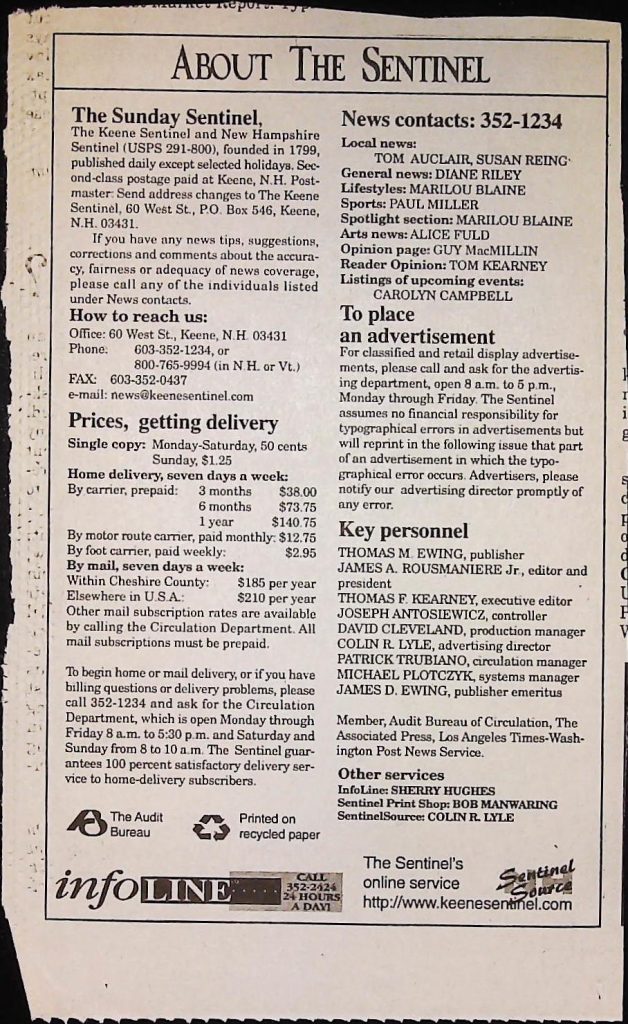 Market Report.
ABOUT THE SENTINEL
The Sunday Sentinel,
The Keene Sentinel and New Hampshire
Sentinel (USPS 291-800), founded in 1799,
published daily except selected holidays. Sec-
ond-class postage paid at Keene, N.H. Post-
master: Send address changes to The Keene
Sentinel, 60 West St., P.O. Box 546, Keene,
N.H. 03431.
If you have any news tips, suggestions,
corrections and comments about the accura-
cy, fairness or adequacy of news coverage,
please call any of the individuals listed
under News contacts.
How to reach us:
Office: 60 West St., Keene, N.H. 03431
Phone: 603-352-1234, or
800-765-9994 (in N.H. or Vt.)
FAX: 603-352-0437
e-mail: news@keenesentinel.com
Prices, getting delivery
Single copy: Monday-Saturday, 50 cents
Sunday, $1.25
Home delivery, seven days a week:
By carrier, prepaid: 3 months $38.00
6 months $73.75
1 year $140.75
By motor route carrier, paid monthly: $12.75
By foot carrier, paid weekly: $2.95
By mail, seven days a week:
Within Cheshire County: $185 per year
Elsewhere in U.S.A.: $210 per year
Other mail subscription rates are available
by calling the Circulation Department. All
mail subscriptions must be prepaid.
To begin home or mail delivery, or if you have
billing questions or delivery problems, please
call 352-1234 and ask for the Circulation
Department, which is open Monday through
Friday 8 a.m. to 5:30 p.m. and Saturday and
Sunday from 8 to 10 a.m. The Sentinel guar-
antees 100 percent satisfactory delivery ser-
vice to home-delivery subscribers.
The Audit
Bureau
Printed on
recycled paper
infoLINE
CALL
352-2424
24 HOURS
A DAY!
News contacts: 352-1234
Local news:
TOM AUCLAIR, SUSAN REING
General news: DIANE RILEY
Lifestyles: MARILOU BLAINE
Sports: PAUL MILLER
Spotlight section: MARILOU BLAINE
Arts news: ALICE FULD
Opinion page: GUY MacMILLIN
Reader Opinion: TOM KEARNEY
Listings of upcoming events:
CAROLYN CAMPBELL
To place
an advertisement
For classified and retail display advertise-
ments, please call and ask for the advertis-
ing department, open 8 a.m. to 5 p.m.,
Monday through Friday. The Sentinel
assumes no financial responsibility for
typographical errors in advertisements but
will reprint in the following issue that part
of an advertisement in which the typo-
graphical error occurs. Advertisers, please
notify our advertising director promptly of
any error.
Key personnel
THOMAS M. EWING, publisher
JAMES A. ROUSMANIERE Jr., editor and
president
THOMAS F. KEARNEY, executive editor
JOSEPH ANTOSIEWICZ, controller
DAVID CLEVELAND, production manager
COLIN R. LYLE, advertising director
PATRICK TRUBIANO, circulation manager
MICHAEL PLOTCZYK, systems manager
JAMES D. EWING, publisher emeritus
Member, Audit Bureau of Circulation, The
Associated Press, Los Angeles Times-Wash-
ington Post News Service.
Other services
InfoLine: SHERRY HUGHES
Sentinel Print Shop: BOB MANWARING
SentinelSource: COLIN R. LYLE
The Sentinel's
online service
http://www.keenesentinel.com
Sentinel
Source